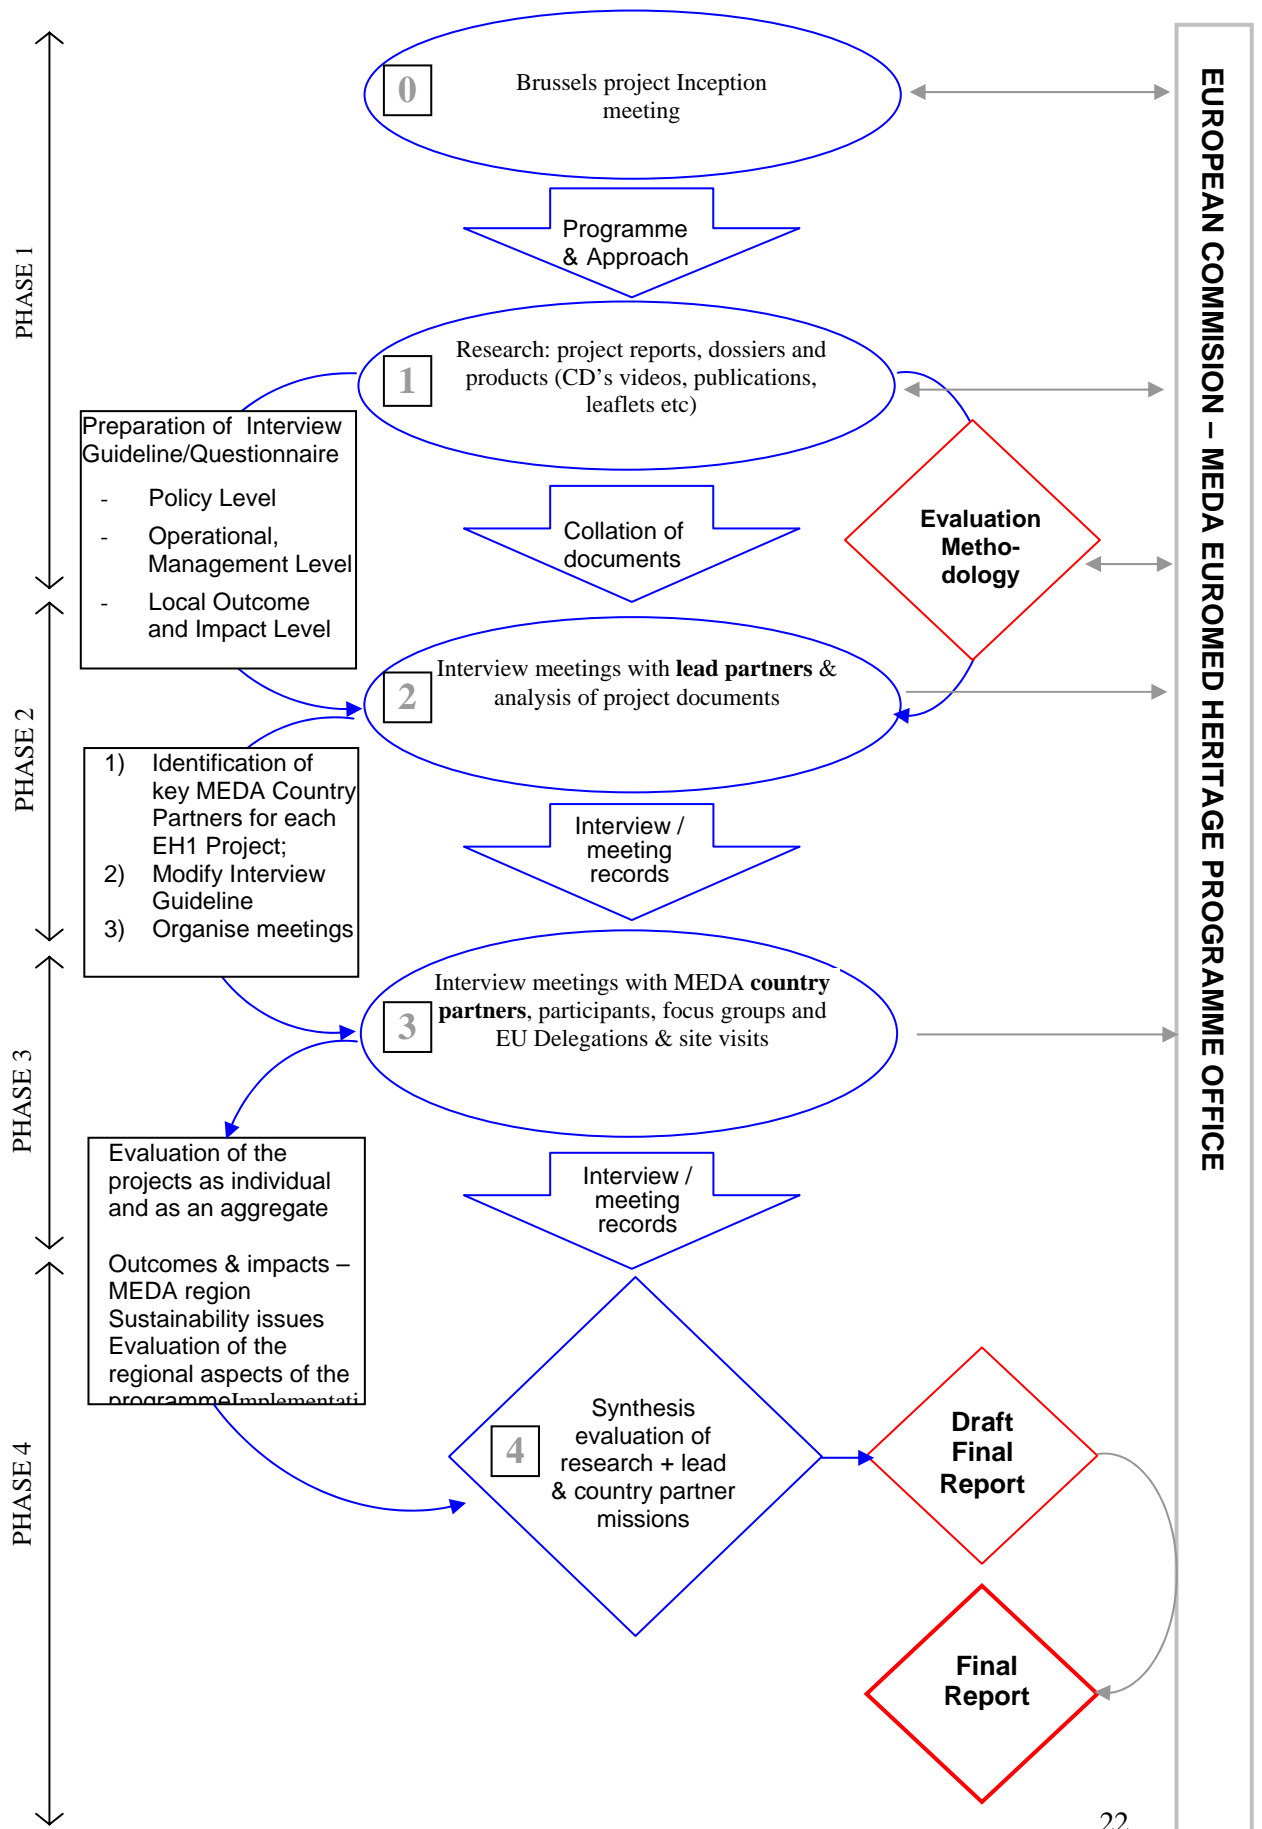 0
Brussels project Inception
meeting
Programme
& Approach
PHASE 1
1
Research: project reports, dossiers and
products (CD's videos, publications,
leaflets etc)
Preparation of Interview
Guideline/Questionnaire
- Policy Level
- Operational,
Management Level
- Local Outcome
and Impact Level
Collation of
documents
Evaluation
Metho-
dology
PHASE 2
2
Interview meetings with lead partners &
analysis of project documents
1) Identification of
key MEDA Country
Partners for each
EH1 Project;
2) Modify Interview
Guideline
3) Organise meetings
Interview /
meeting
records
PHASE 3
3
Interview meetings with MEDA country
partners, participants, focus groups and
EU Delegations & site visits
Evaluation of the
projects as individual
and as an aggregate
Outcomes & impacts –
MEDA region
Sustainability issues
Evaluation of the
regional aspects of the
programmeImplementati
Interview /
meeting
records
PHASE 4
4
Synthesis
evaluation of
research + lead
& country partner
missions
Draft
Final
Report
Final
Report
EUROPEAN COMMISION – MEDA EUROMED HERITAGE PROGRAMME OFFICE
22